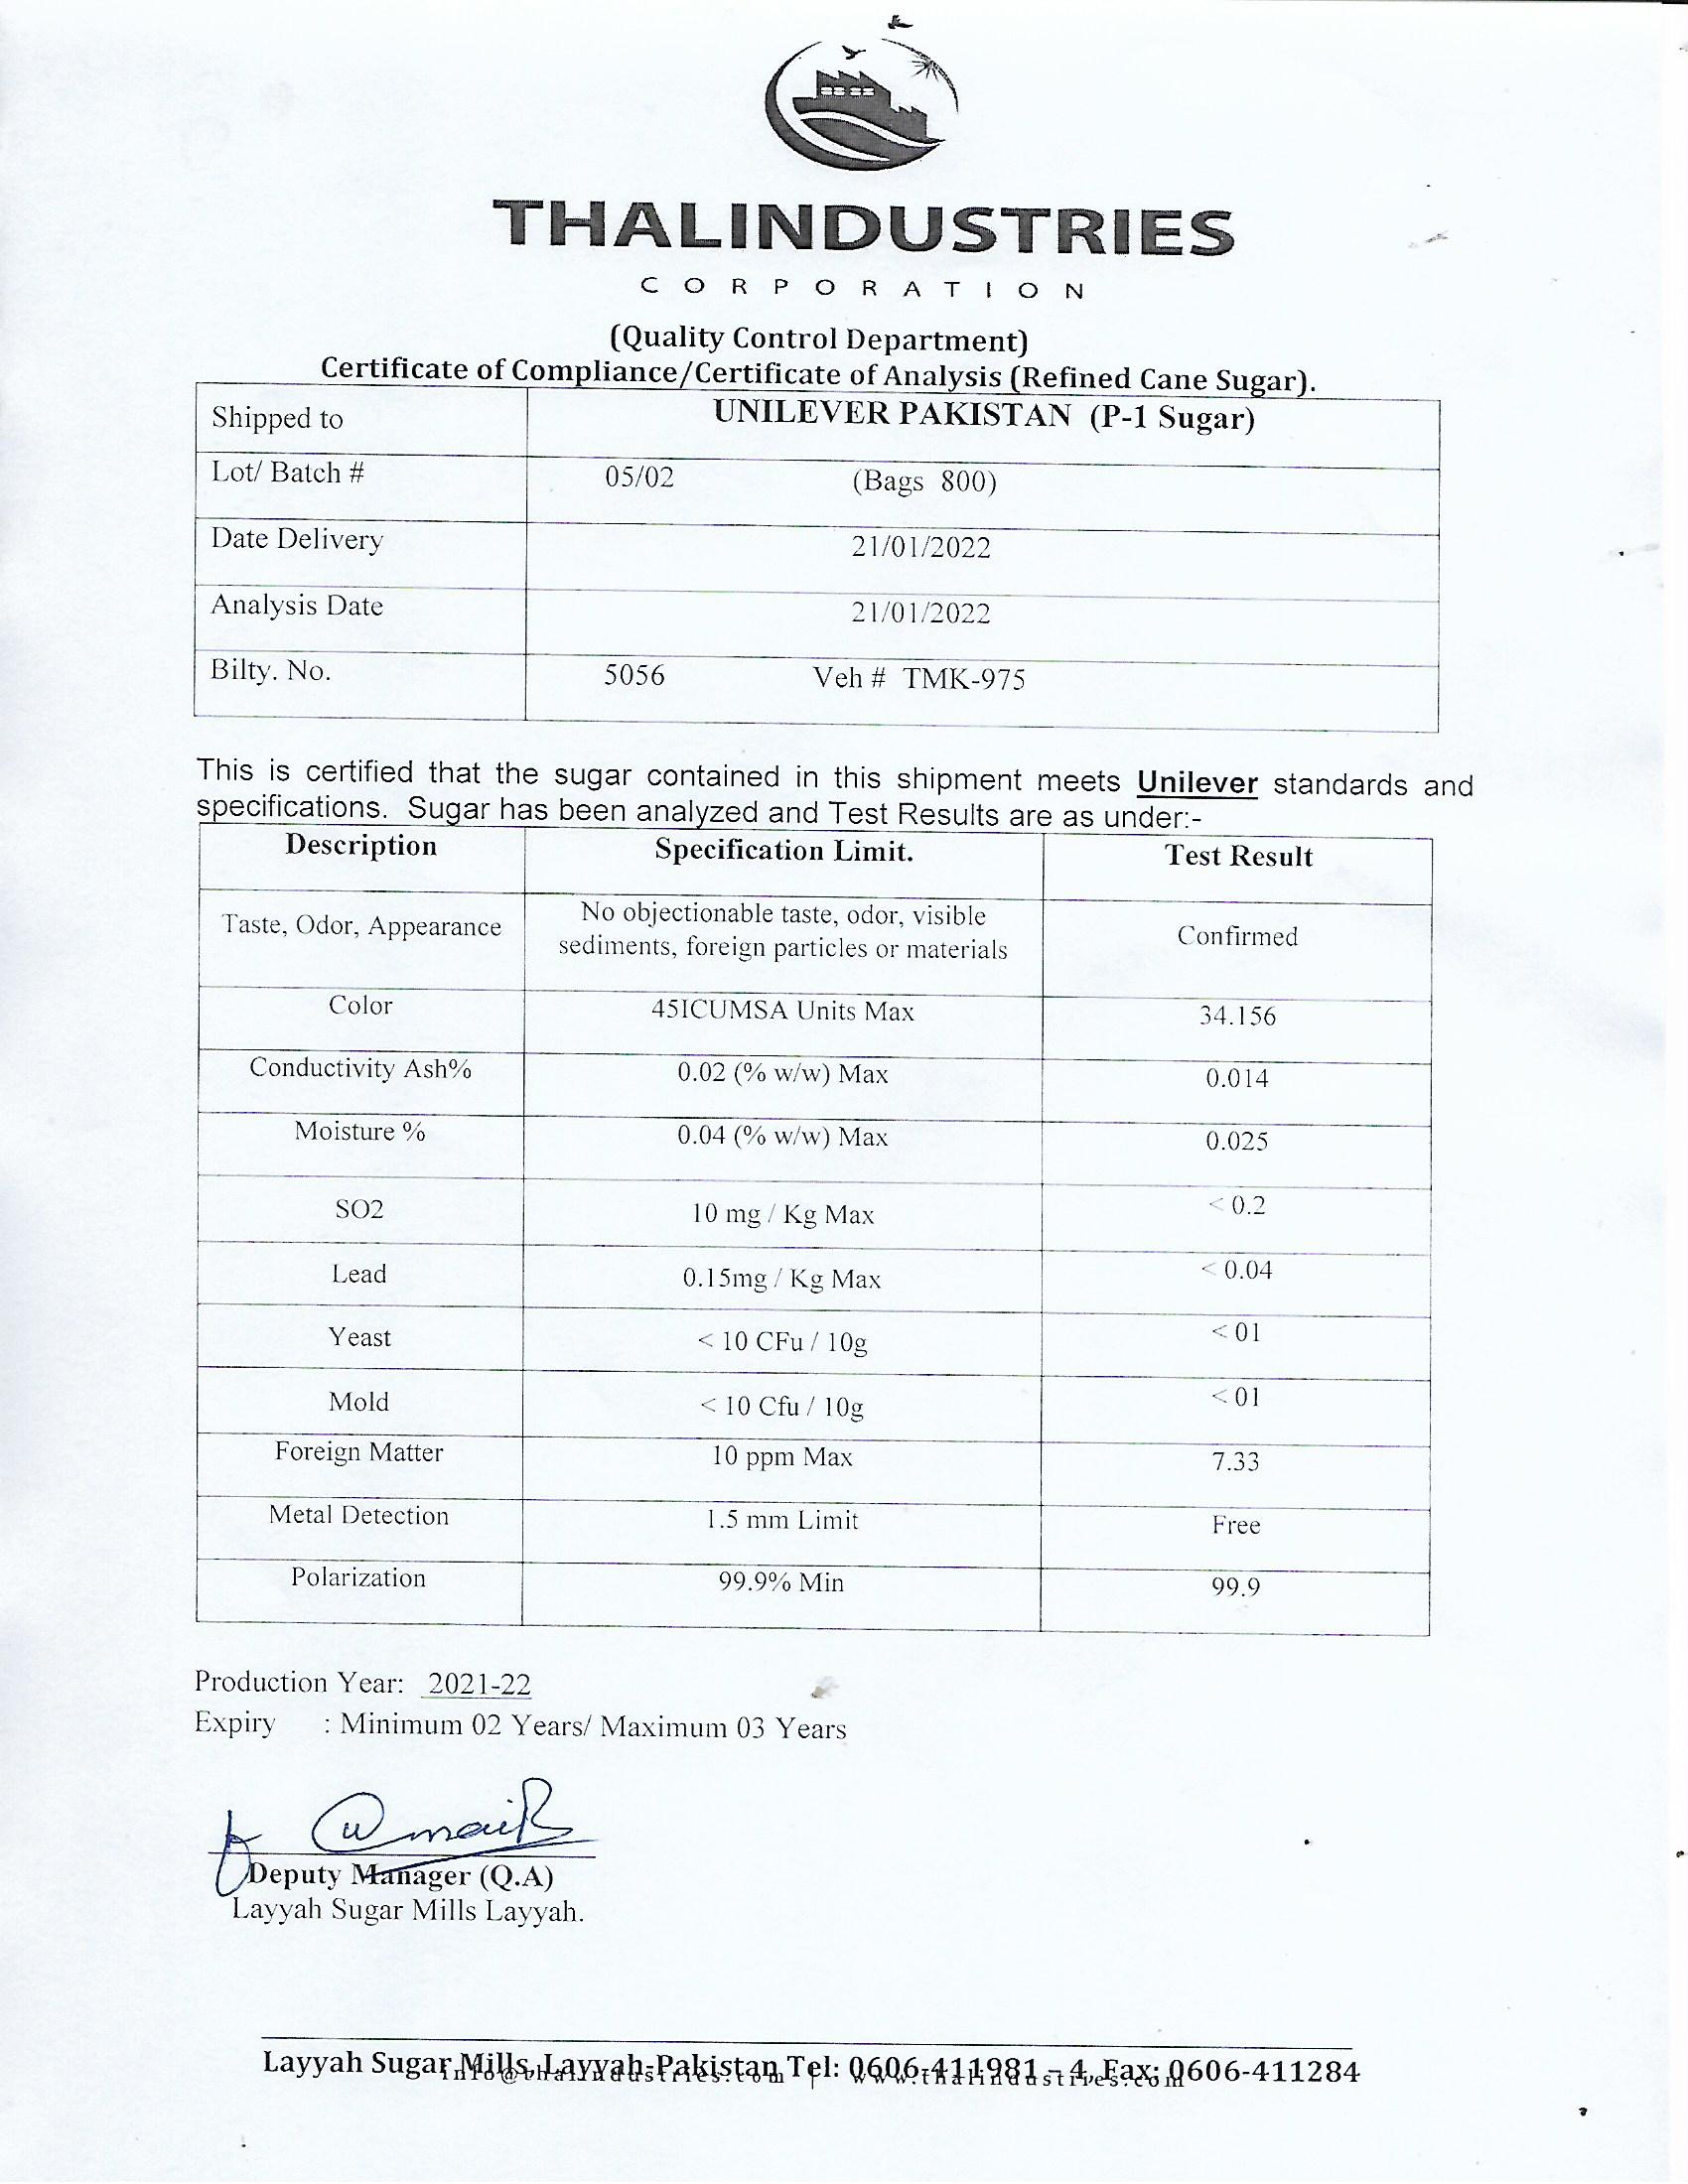 THALINDUSTRIES
CORPORATION
(Quality Control Department)
Certificate of Compliance/Certificate of Analysis (Refined Cane Sugar).
Shipped to UNILEVER PAKISTAN (P-1 Sugar)
Lot/ Batch # 05/02 (Bags 800)
Date Delivery 21/01/2022
Analysis Date 21/01/2022
Bilty. No. 5056 Veh # TMK-975
This is certified that the sugar contained in this shipment meets Unilever standards and
specifications. Sugar has been analyzed and Test Results are as under:-
Description Specification Limit. Test Result
Taste, Odor, Appearance No objectionable taste, odor, visible
sediments, foreign particles or materials Confirmed
Color 45ICUMSA Units Max 34.156
Conductivity Ash% 0.02 (% w/w) Max 0.014
Moisture % 0.04 (% w/w) Max 0.025
SO2 10 mg / Kg Max < 0.2
Lead 0.15mg / Kg Max < 0.04
Yeast < 10 CFu / 10g < 01
Mold < 10 Cfu / 10g < 01
Foreign Matter 10 ppm Max 7.33
Metal Detection 1.5 mm Limit Free
Polarization 99.9% Min 99.9
Production Year: 2021-22
Expiry : Minimum 02 Years/ Maximum 03 Years
Deputy Manager (Q.A)
Layyah Sugar Mills Layyah.
Layyah Sugar Mills, Layyah-Pakistan Tel: 0606-411981 – 4, Fax: 0606-411284
info@thalindustries.com | www.thalindustries.com